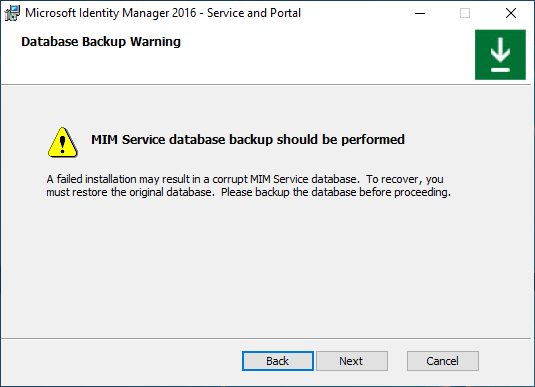 Microsoft Identity Manager 2016 - Service and Portal
Database Backup Warning
MIM Service database backup should be performed
A failed installation may result in a corrupt MIM Service database.  To recover, you
must restore the original database.  Please backup the database before proceeding.
Back
Next
Cancel